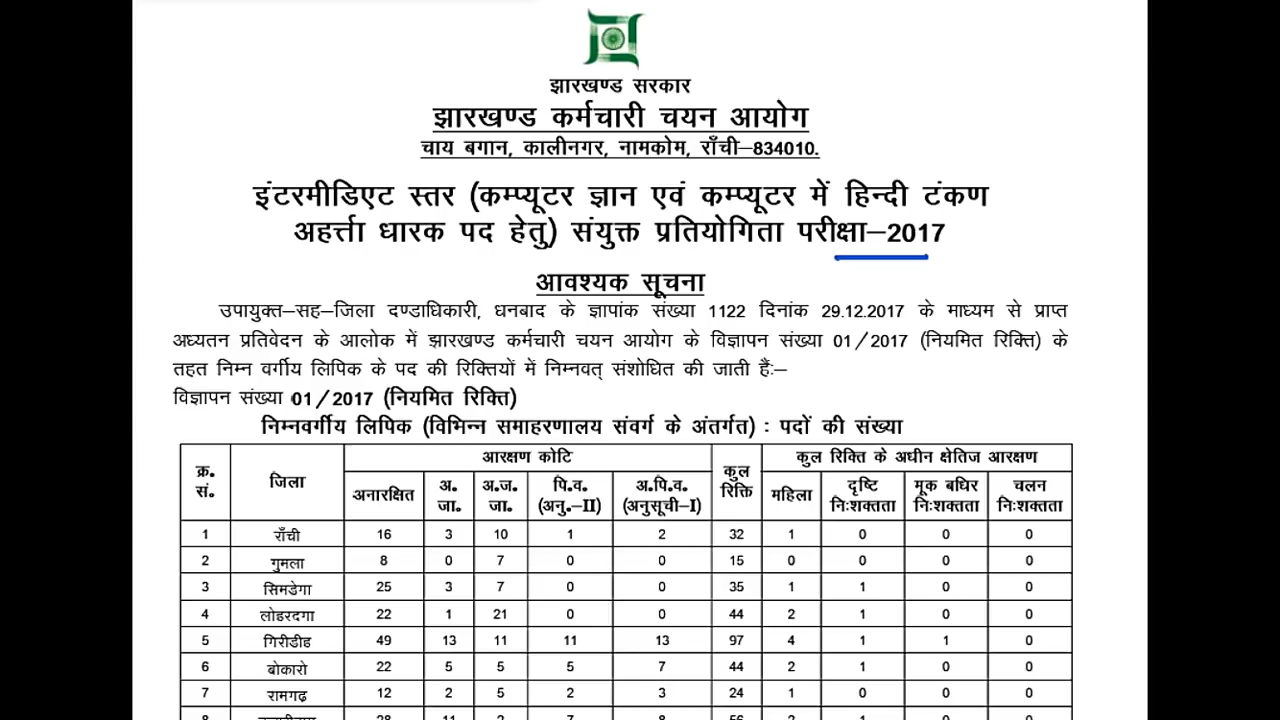 झारखण्ड सरकार
झारखण्ड कर्मचारी चयन आयोग
चाय बगान, कालीनगर, नामकोम, राँची–834010.
इंटरमीडिएट स्तर (कम्प्यूटर ज्ञान एवं कम्प्यूटर में हिन्दी टंकण
अहर्त्ता धारक पद हेतु) संयुक्त प्रतियोगिता परीक्षा–2017
आवश्यक सूचना
उपायुक्त–सह–जिला दण्डाधिकारी, धनबाद के ज्ञापांक संख्या 1122 दिनांक 29.12.2017 के माध्यम से प्राप्त
अध्यतन प्रतिवेदन के आलोक में झारखण्ड कर्मचारी चयन आयोग के विज्ञापन संख्या 01/2017 (नियमित रिक्ति) के
तहत निम्न वर्गीय लिपिक के पद की रिक्तियों में निम्नवत् संशोधित की जाती हैः–
विज्ञापन संख्या 01/2017 (नियमित रिक्ति)
निम्नवर्गीय लिपिक (विभिन्न समाहरणालय संवर्ग के अंतर्गत) : पदों की संख्या
क्र. सं. जिला आरक्षण कोटि कुल रिक्ति कुल रिक्ति के अधीन क्षैतिज आरक्षण
अनारक्षित अ. जा. अ.ज. जा. पि.व. (अनु.–II) अ.पि.व. (अनुसूची–I) महिला दृष्टि निःशक्तता मूक बधिर निःशक्तता चलन निःशक्तता
1 राँची 16 3 10 1 2 32 1 0 0 0
2 गुमला 8 0 7 0 0 15 0 0 0 0
3 सिमडेगा 25 3 7 0 0 35 1 1 0 0
4 लोहरदगा 22 1 21 0 0 44 2 1 0 0
5 गिरीडीह 49 13 11 11 13 97 4 1 1 0
6 बोकारो 22 5 5 5 7 44 2 1 0 0
7 रामगढ़ 12 2 5 2 3 24 1 0 0 0